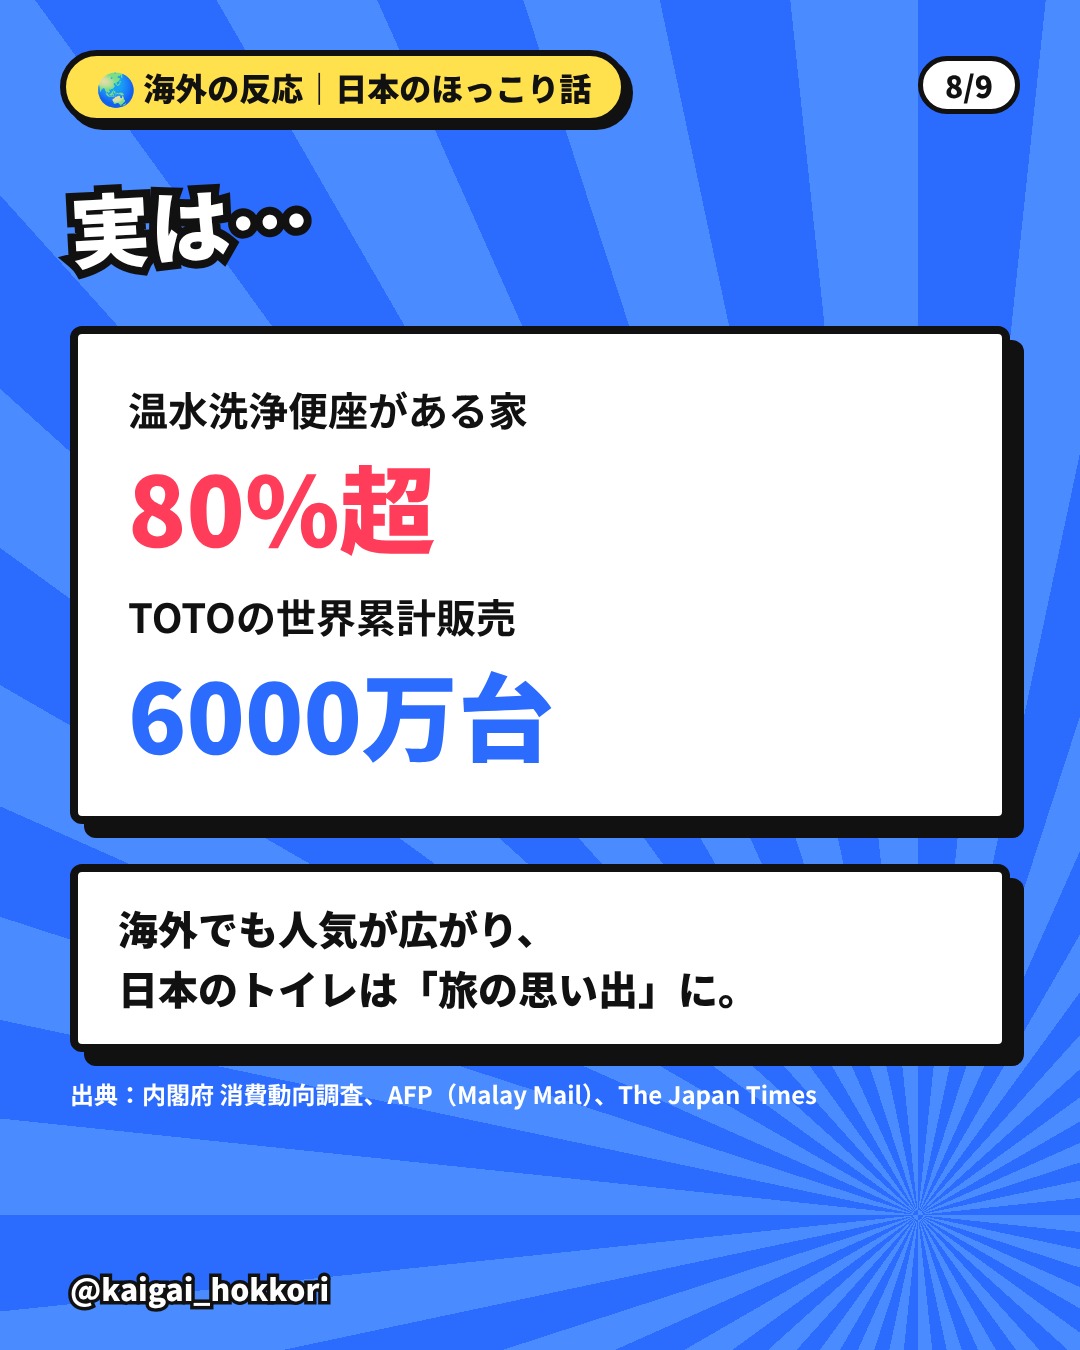 🌏 海外の反応｜日本のほっこり話
8/9
実は…
温水洗浄便座がある家
80%超
TOTOの世界累計販売
6000万台
海外でも人気が広がり、
日本のトイレは「旅の思い出」に。
出典：内閣府 消費動向調査、AFP（Malay Mail）、The Japan Times
@kaigai_hokkori